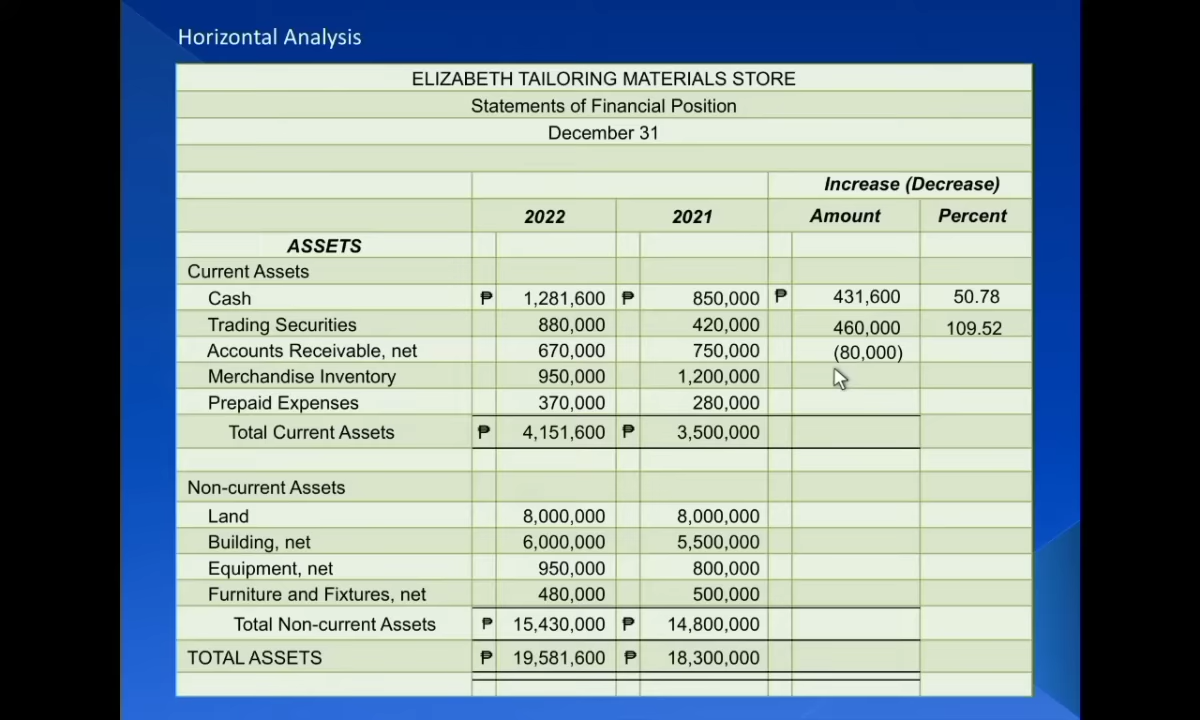 Horizontal Analysis
ELIZABETH TAILORING MATERIALS STORE
Statements of Financial Position
December 31
Increase (Decrease)
2022 2021 Amount Percent
ASSETS
Current Assets
Cash ₱ 1,281,600 ₱ 850,000 ₱ 431,600 50.78
Trading Securities 880,000 420,000 460,000 109.52
Accounts Receivable, net 670,000 750,000 (80,000)
Merchandise Inventory 950,000 1,200,000
Prepaid Expenses 370,000 280,000
Total Current Assets ₱ 4,151,600 ₱ 3,500,000
Non-current Assets
Land 8,000,000 8,000,000
Building, net 6,000,000 5,500,000
Equipment, net 950,000 800,000
Furniture and Fixtures, net 480,000 500,000
Total Non-current Assets ₱ 15,430,000 ₱ 14,800,000
TOTAL ASSETS ₱ 19,581,600 ₱ 18,300,000